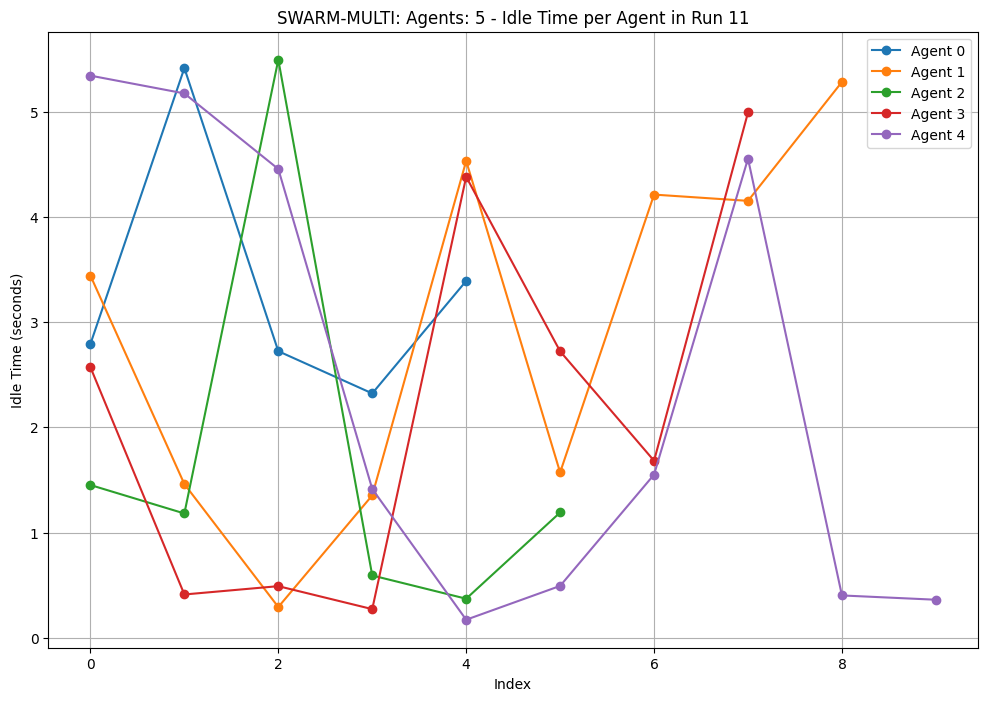 SWARM-MULTI: Agents: 5 - Idle Time per Agent in Run 11
Agent 0
Agent 1
Agent 2
Agent 3
Agent 4
Idle Time (seconds)
5
4
3
2
1
0
0
2
4
6
8
Index